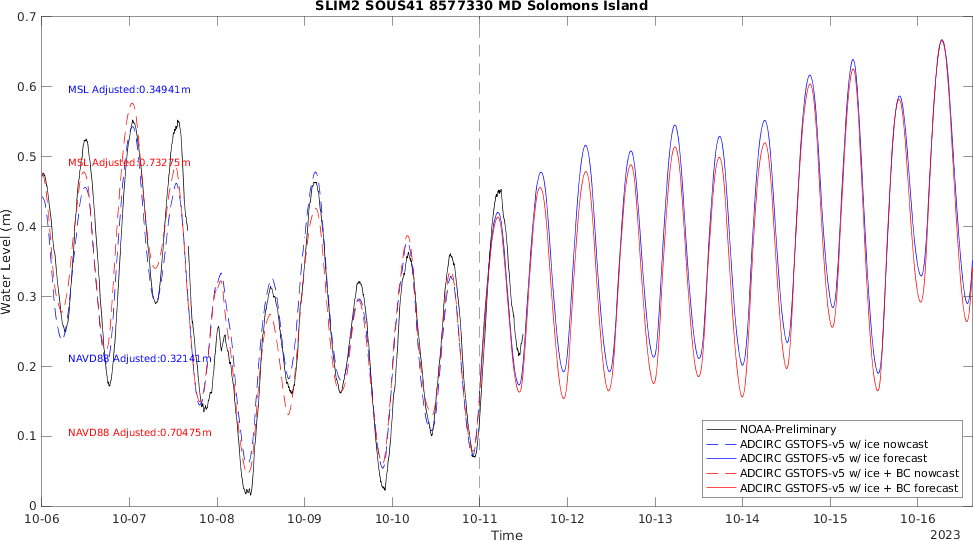 SLIM2 SOUS41 8577330 MD Solomons Island
0.7
0.6
0.5
0.4
0.3
0.2
0.1
0
Water Level (m)
MSL Adjusted:0.34941m
MSL Adjusted:0.73275m
NAVD88 Adjusted:0.32141m
NAVD88 Adjusted:0.70475m
NOAA-Preliminary
ADCIRC GSTOFS-v5 w/ ice nowcast
ADCIRC GSTOFS-v5 w/ ice forecast
ADCIRC GSTOFS-v5 w/ ice + BC nowcast
ADCIRC GSTOFS-v5 w/ ice + BC forecast
10-06 10-07 10-08 10-09 10-10 10-11 10-12 10-13 10-14 10-15 10-16
Time
2023